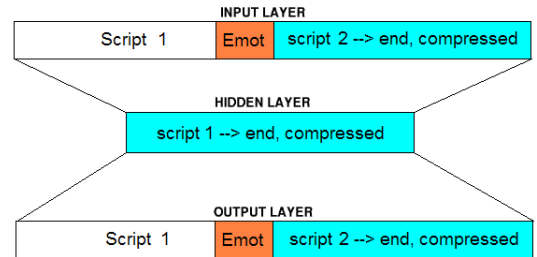 INPUT LAYER
Script 1 Emot script 2 --> end, compressed
HIDDEN LAYER
script 1 --> end, compressed
OUTPUT LAYER
Script 1 Emot script 2 --> end, compressed